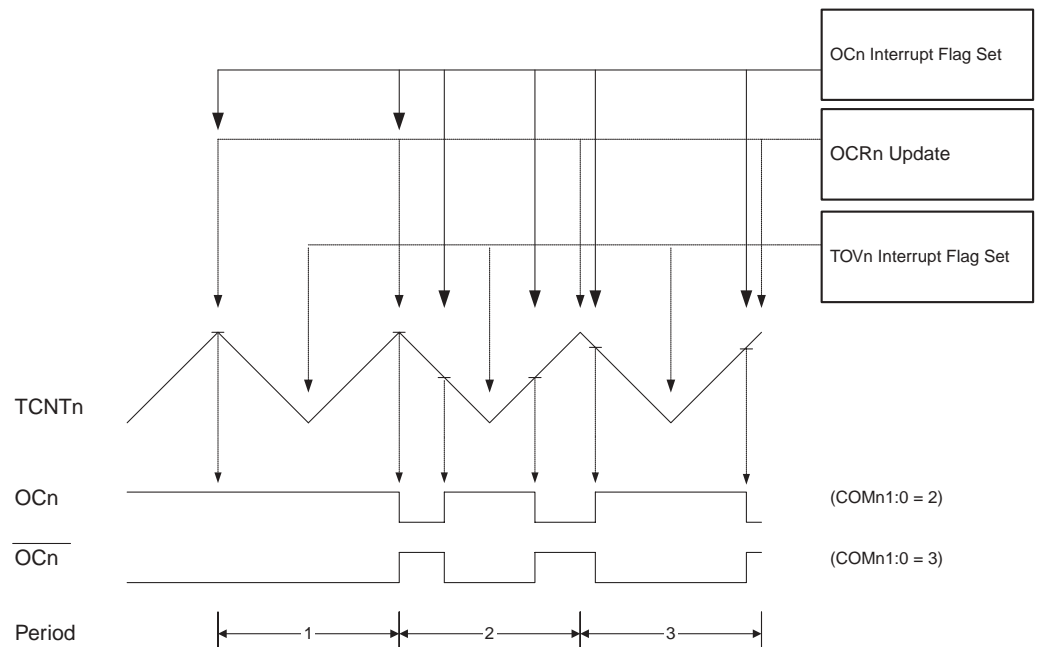 OCn Interrupt Flag Set
OCRn Update
TOVn Interrupt Flag Set
TCNTn
OCn
(COMn1:0 = 2)
OCn
(COMn1:0 = 3)
Period
1
2
3